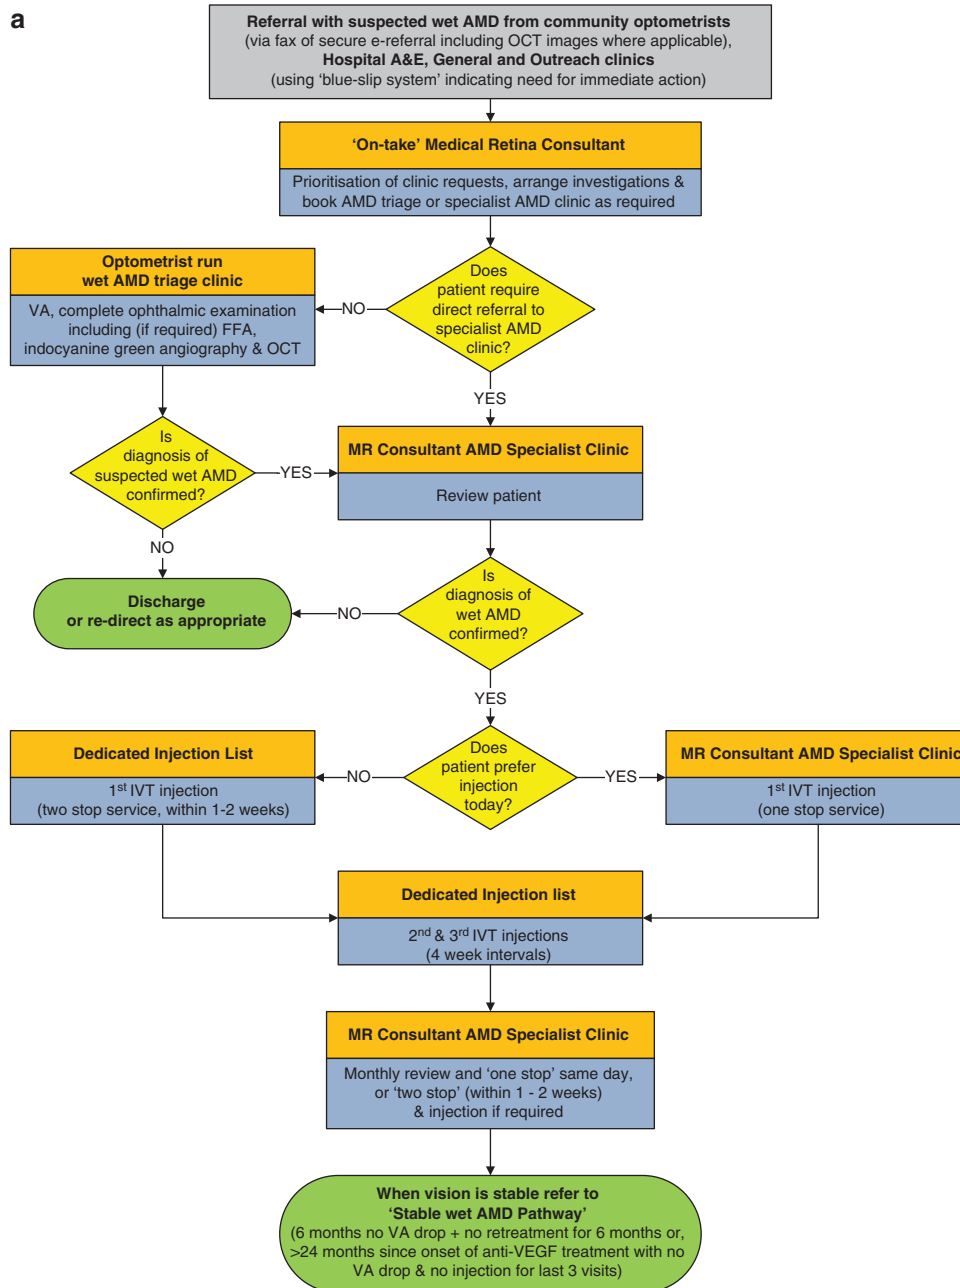 a
Referral with suspected wet AMD from community optometrists
(via fax of secure e-referral including OCT images where applicable),
Hospital A&E, General and Outreach clinics
(using ‘blue-slip system’ indicating need for immediate action)
‘On-take’ Medical Retina Consultant
Prioritisation of clinic requests, arrange investigations &
book AMD triage or specialist AMD clinic as required
Does
patient require
direct referral to
specialist AMD
clinic?
NO
Optometrist run
wet AMD triage clinic
VA, complete ophthalmic examination
including (if required) FFA,
indocyanine green angiography & OCT
YES
Is
diagnosis of
suspected wet AMD
confirmed?
YES
MR Consultant AMD Specialist Clinic
Review patient
NO
Discharge
or re-direct as appropriate
NO
Is
diagnosis of
wet AMD
confirmed?
YES
Dedicated Injection List
1st IVT injection
(two stop service, within 1-2 weeks)
NO
Does
patient prefer
injection
today?
YES
MR Consultant AMD Specialist Clinic
1st IVT injection
(one stop service)
Dedicated Injection list
2nd & 3rd IVT injections
(4 week intervals)
MR Consultant AMD Specialist Clinic
Monthly review and ‘one stop’ same day,
or ‘two stop’ (within 1 - 2 weeks)
& injection if required
When vision is stable refer to
‘Stable wet AMD Pathway’
(6 months no VA drop + no retreatment for 6 months or,
>24 months since onset of anti-VEGF treatment with no
VA drop & no injection for last 3 visits)